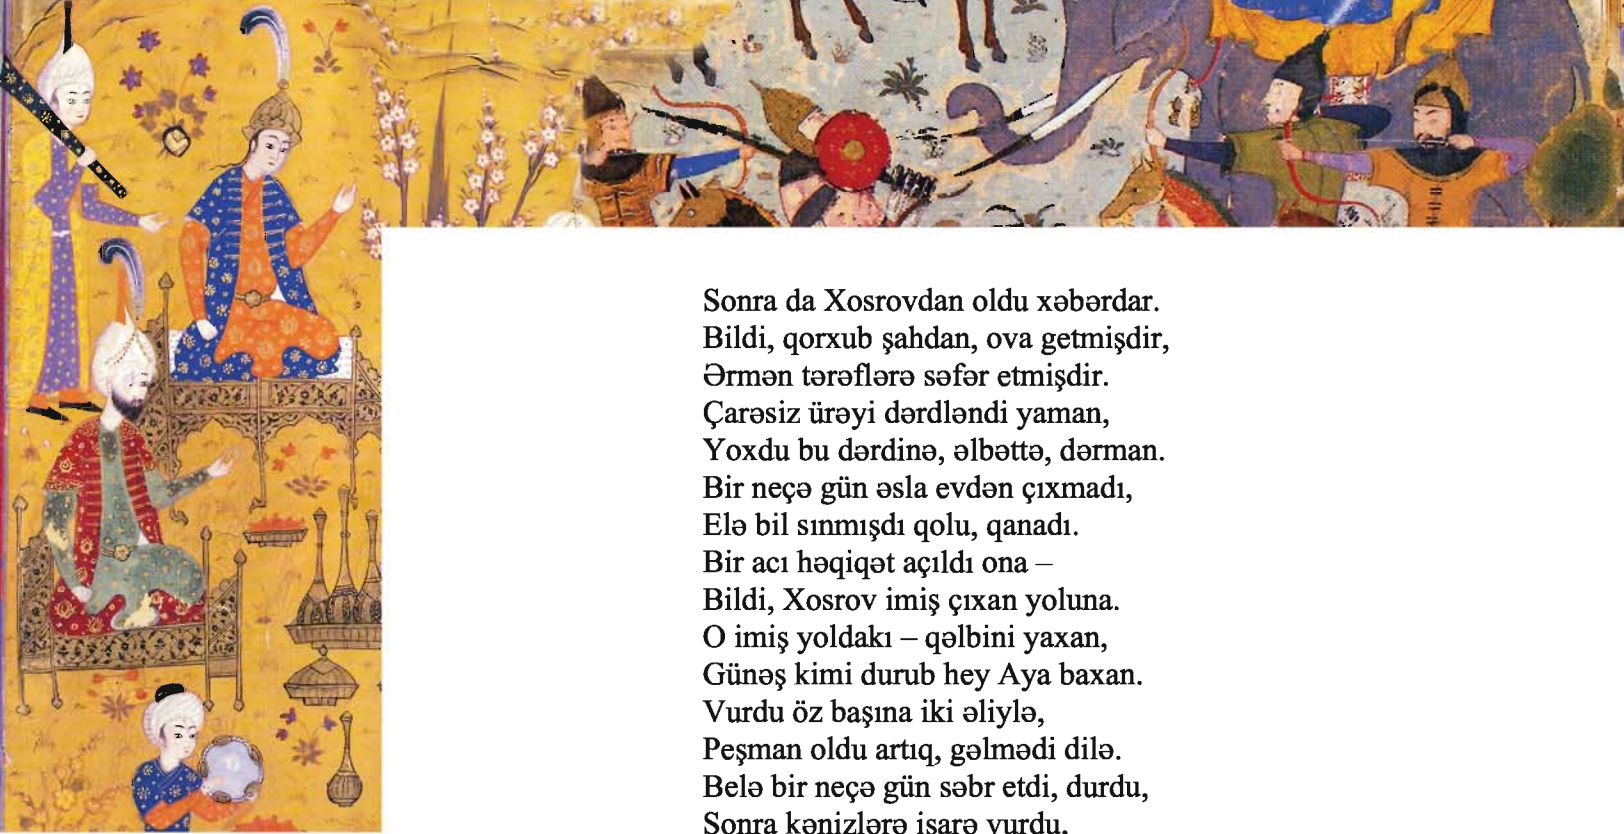 Sonra da Xosrovdan oldu xəbərdar.
Bildi, qorxub şahdan, ova getmişdir,
Ərmən tərəflərə səfər etmişdir.
Çarəsiz ürəyi dərdləndi yaman,
Yoxdu bu dərdinə, əlbəttə, dərman.
Bir neçə gün əsla evdən çıxmadı,
Elə bil sınmışdı qolu, qanadı.
Bir acı həqiqət açıldı ona –
Bildi, Xosrov imiş çıxan yoluna.
O imiş yoldakı – qəlbini yaxan,
Günəş kimi durub hey Aya baxan.
Vurdu öz başına iki əliylə,
Peşman oldu artıq, gəlmədi dilə.
Belə bir neçə gün səbr etdi, durdu,
Sonra kənizlərə işarə vurdu,